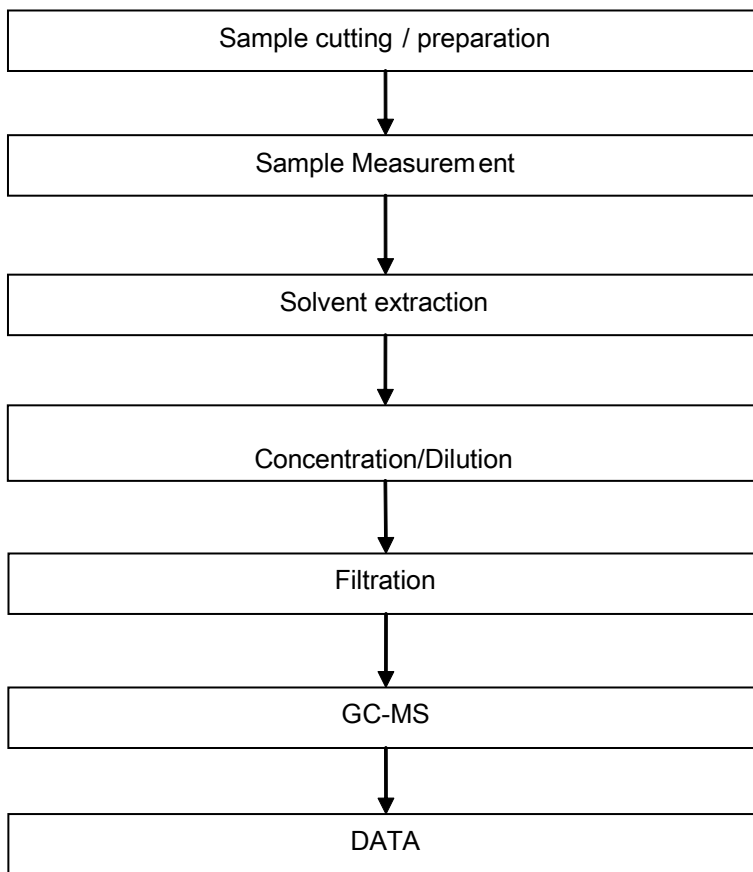 Sample cutting / preparation
Sample Measurement
Solvent extraction
Concentration/Dilution
Filtration
GC-MS
DATA